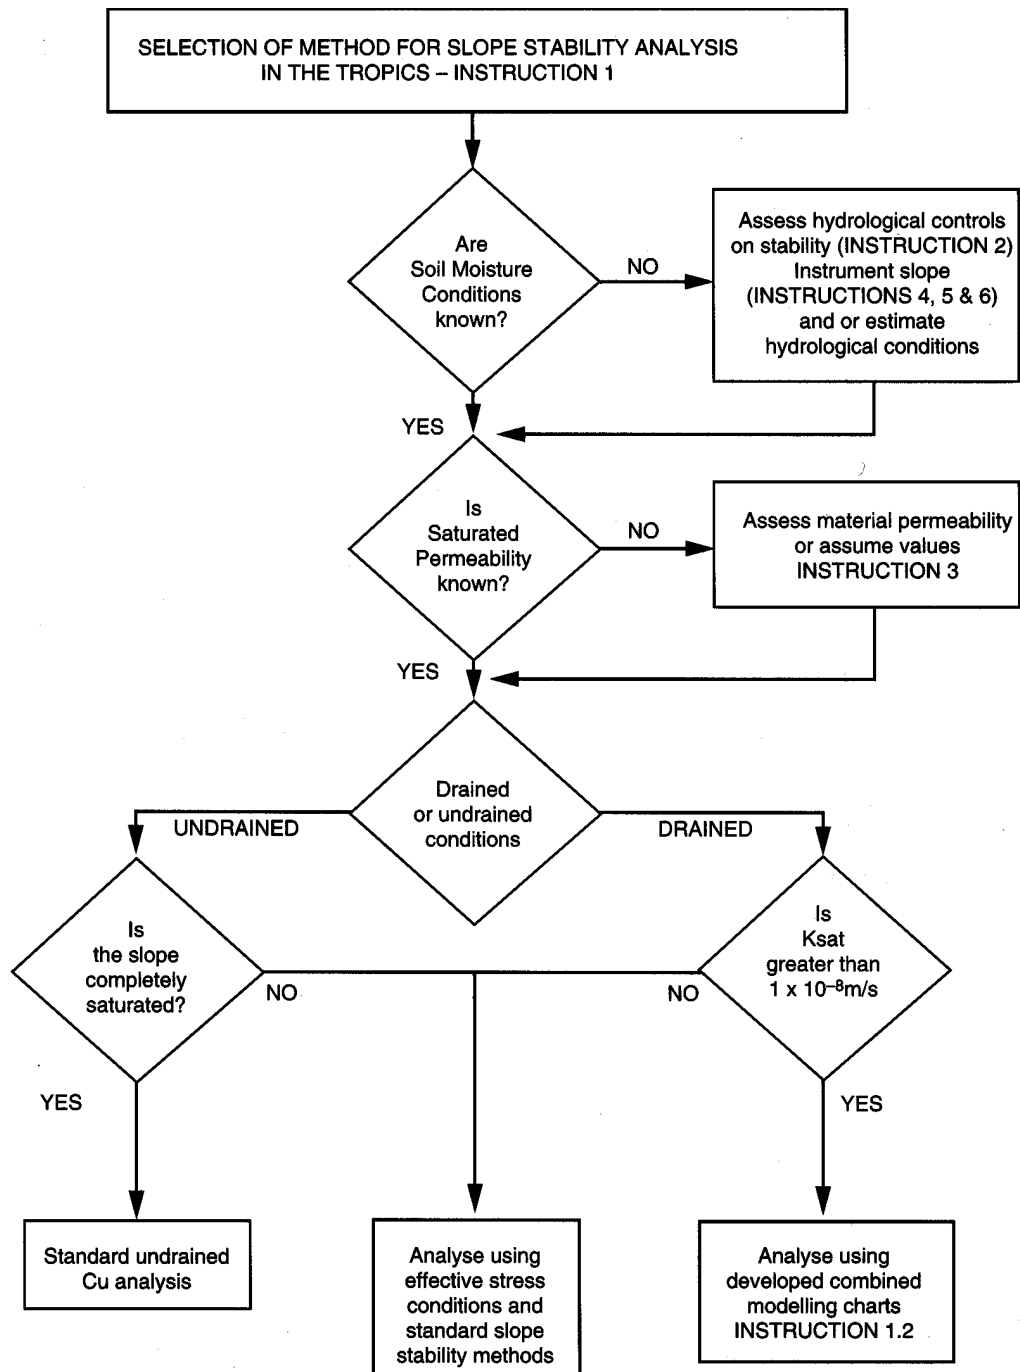 SELECTION OF METHOD FOR SLOPE STABILITY ANALYSIS
IN THE TROPICS – INSTRUCTION 1
Are
Soil Moisture
Conditions
known?
NO
Assess hydrological controls
on stability (INSTRUCTION 2)
Instrument slope
(INSTRUCTIONS 4, 5 & 6)
and or estimate
hydrological conditions
YES
Is
Saturated
Permeability
known?
NO
Assess material permeability
or assume values
INSTRUCTION 3
YES
Drained
or undrained
conditions
UNDRAINED
DRAINED
Is
the slope
completely
saturated?
NO
Is
Ksat
greater than
1 x 10⁻⁸m/s
NO
YES
YES
Standard undrained
Cu analysis
Analyse using
effective stress
conditions and
standard slope
stability methods
Analyse using
developed combined
modelling charts
INSTRUCTION 1.2